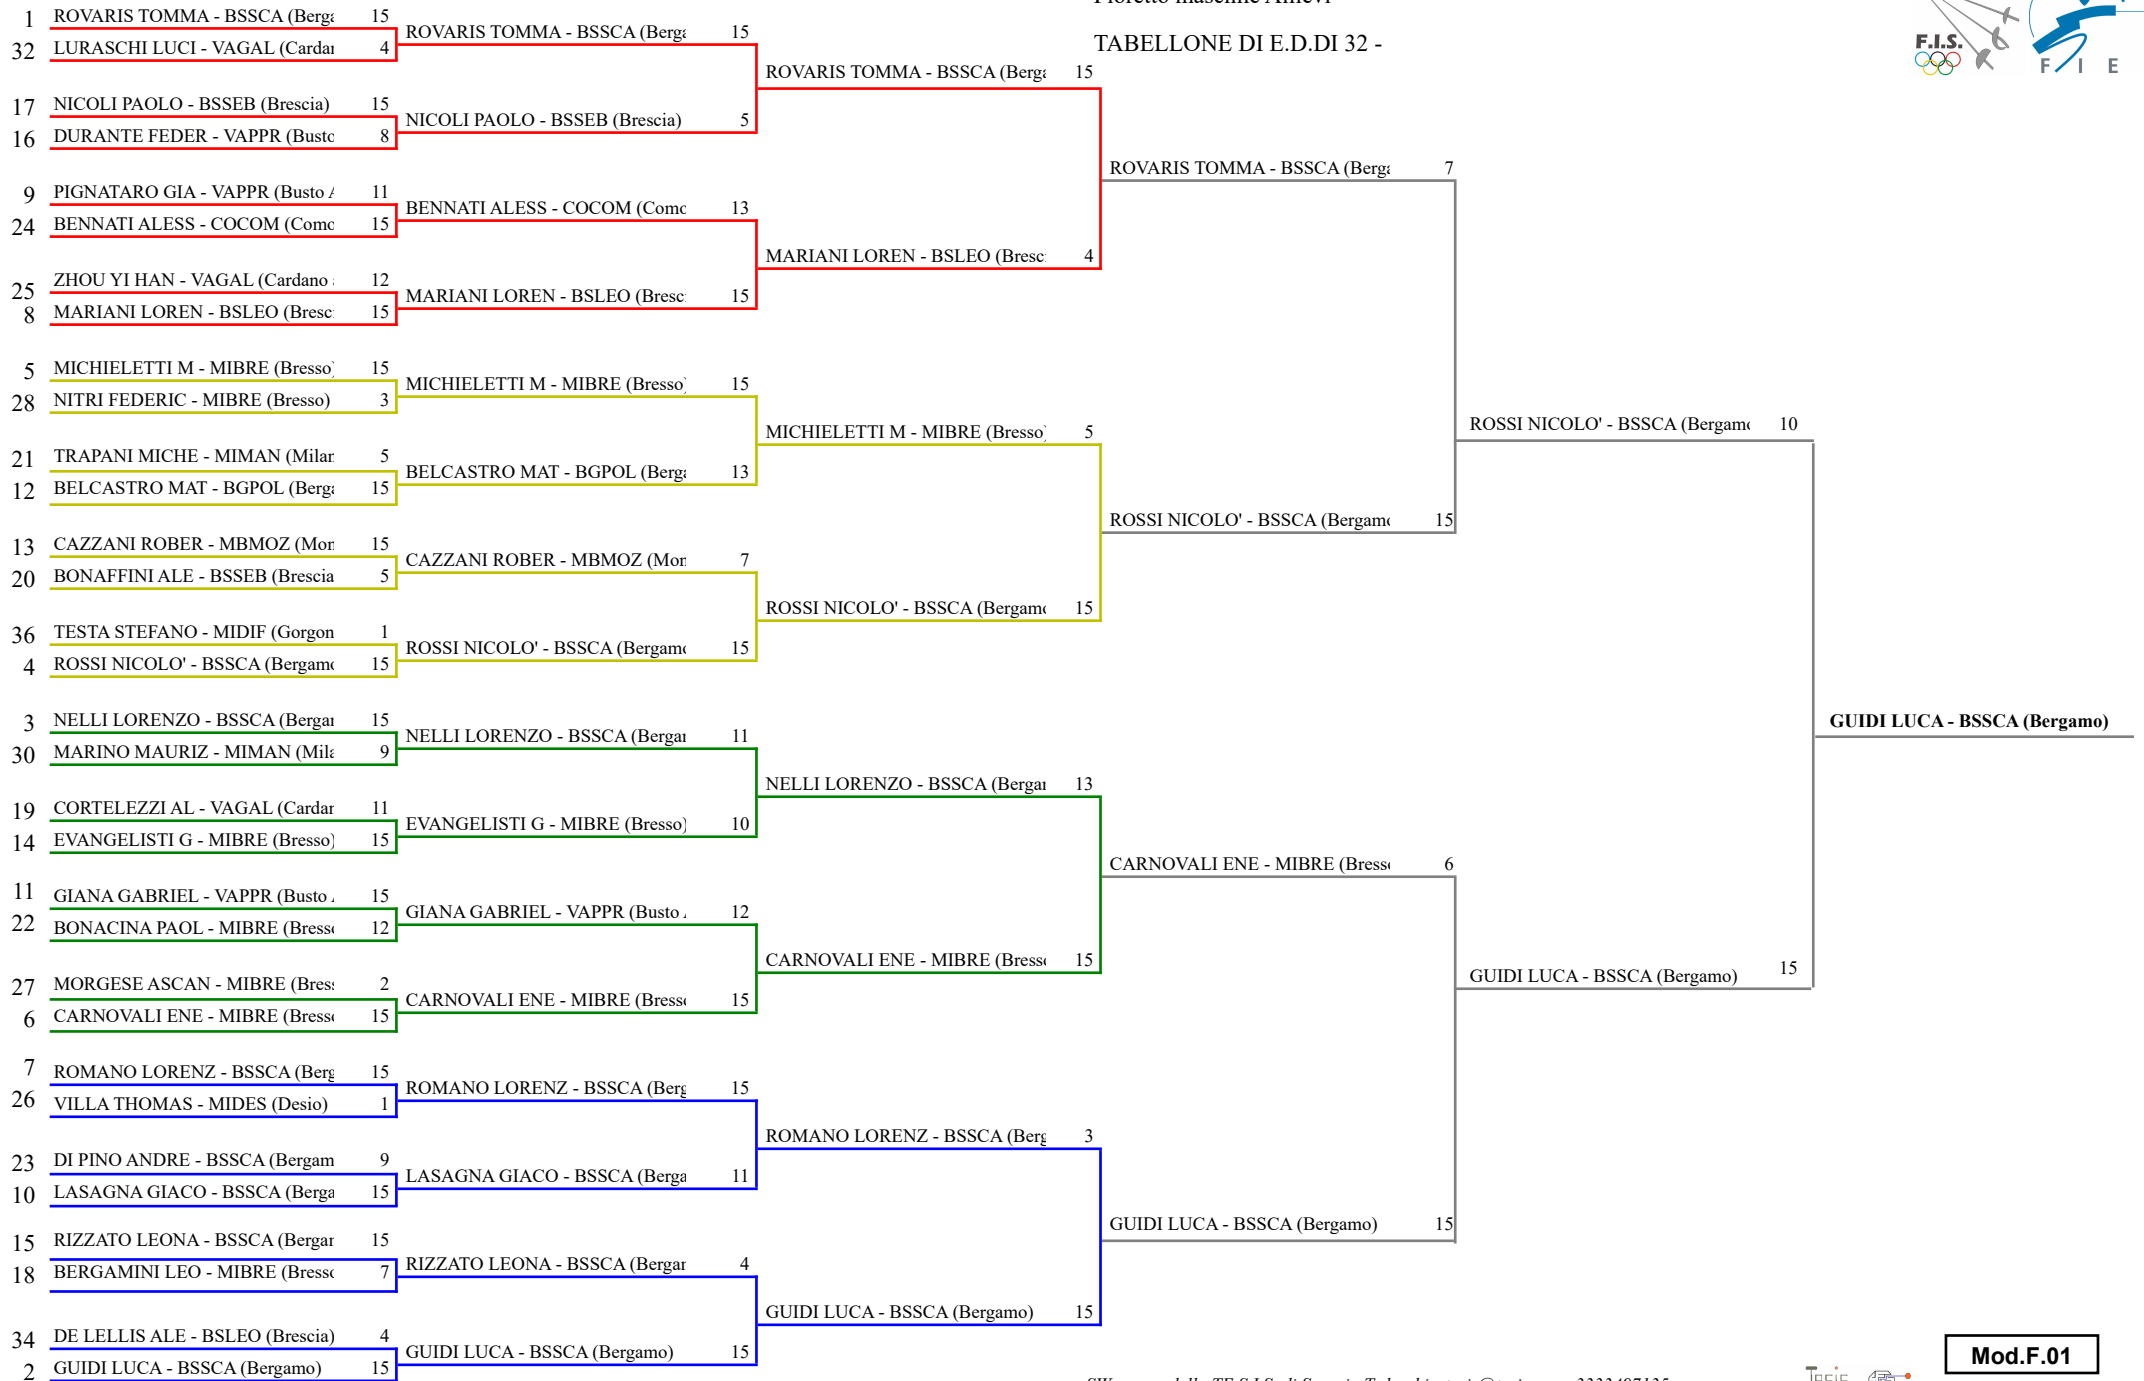 TABELLONE DI E.D.DI 32 -
F.I.S.
F I E
1 ROVARIS TOMMA - BSSCA (Berga 15
32 LURASCHI LUCI - VAGAL (Cardar 4
17 NICOLI PAOLO - BSSEB (Brescia) 15
16 DURANTE FEDER - VAPPR (Busto 8
9 PIGNATARO GIA - VAPPR (Busto A 11
24 BENNATI ALESS - COCOM (Como 15
25 ZHOU YI HAN - VAGAL (Cardano 12
8 MARIANI LOREN - BSLEO (Bresc 15
5 MICHIELETTI M - MIBRE (Bresso) 15
28 NITRI FEDERIC - MIBRE (Bresso) 3
21 TRAPANI MICHE - MIMAN (Milan 5
12 BELCASTRO MAT - BGPOL (Berga 15
13 CAZZANI ROBER - MBMOZ (Mon 15
20 BONAFFINI ALE - BSSEB (Brescia 5
36 TESTA STEFANO - MIDIF (Gorgon 1
4 ROSSI NICOLO' - BSSCA (Bergamo 15
3 NELLI LORENZO - BSSCA (Bergar 15
30 MARINO MAURIZ - MIMAN (Mila 9
19 CORTELEZZI AL - VAGAL (Cardar 11
14 EVANGELISTI G - MIBRE (Bresso) 15
11 GIANA GABRIEL - VAPPR (Busto A 15
22 BONACINA PAOL - MIBRE (Bresso 12
27 MORGESE ASCAN - MIBRE (Bress 2
6 CARNOVALI ENE - MIBRE (Bresso 15
7 ROMANO LORENZ - BSSCA (Berg 15
26 VILLA THOMAS - MIDES (Desio) 1
23 DI PINO ANDRE - BSSCA (Bergam 9
10 LASAGNA GIACO - BSSCA (Berga 15
15 RIZZATO LEONA - BSSCA (Bergar 15
18 BERGAMINI LEO - MIBRE (Bresso 7
34 DE LELLIS ALE - BSLEO (Brescia) 4
2 GUIDI LUCA - BSSCA (Bergamo) 15
ROVARIS TOMMA - BSSCA (Berga 15
NICOLI PAOLO - BSSEB (Brescia) 5
BENNATI ALESS - COCOM (Como 13
MARIANI LOREN - BSLEO (Bresc 15
MICHIELETTI M - MIBRE (Bresso) 15
BELCASTRO MAT - BGPOL (Berga 13
CAZZANI ROBER - MBMOZ (Mon 7
ROSSI NICOLO' - BSSCA (Bergamo 15
NELLI LORENZO - BSSCA (Bergar 11
EVANGELISTI G - MIBRE (Bresso) 10
GIANA GABRIEL - VAPPR (Busto A 12
CARNOVALI ENE - MIBRE (Bresso 15
ROMANO LORENZ - BSSCA (Berg 15
LASAGNA GIACO - BSSCA (Berga 11
RIZZATO LEONA - BSSCA (Bergar 4
GUIDI LUCA - BSSCA (Bergamo) 15
ROVARIS TOMMA - BSSCA (Berga 15
MARIANI LOREN - BSLEO (Bresc 4
MICHIELETTI M - MIBRE (Bresso) 5
ROSSI NICOLO' - BSSCA (Bergamo 15
NELLI LORENZO - BSSCA (Bergar 13
CARNOVALI ENE - MIBRE (Bresso 15
ROMANO LORENZ - BSSCA (Berg 3
GUIDI LUCA - BSSCA (Bergamo) 15
ROVARIS TOMMA - BSSCA (Berga 7
ROSSI NICOLO' - BSSCA (Bergamo 15
CARNOVALI ENE - MIBRE (Bresso 6
GUIDI LUCA - BSSCA (Bergamo) 15
ROSSI NICOLO' - BSSCA (Bergamo 10
GUIDI LUCA - BSSCA (Bergamo) 15
GUIDI LUCA - BSSCA (Bergamo)
Mod.F.01